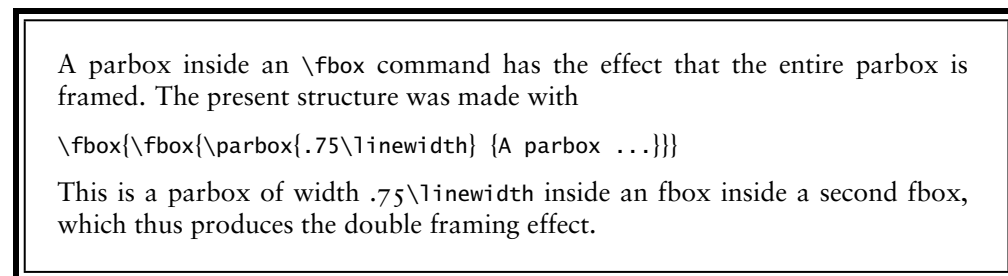 A parbox inside an \fbox command has the effect that the entire parbox is
framed. The present structure was made with
\fbox{\fbox{\parbox{.75\linewidth} {A parbox ...}}}
This is a parbox of width .75\linewidth inside an fbox inside a second fbox,
which thus produces the double framing effect.